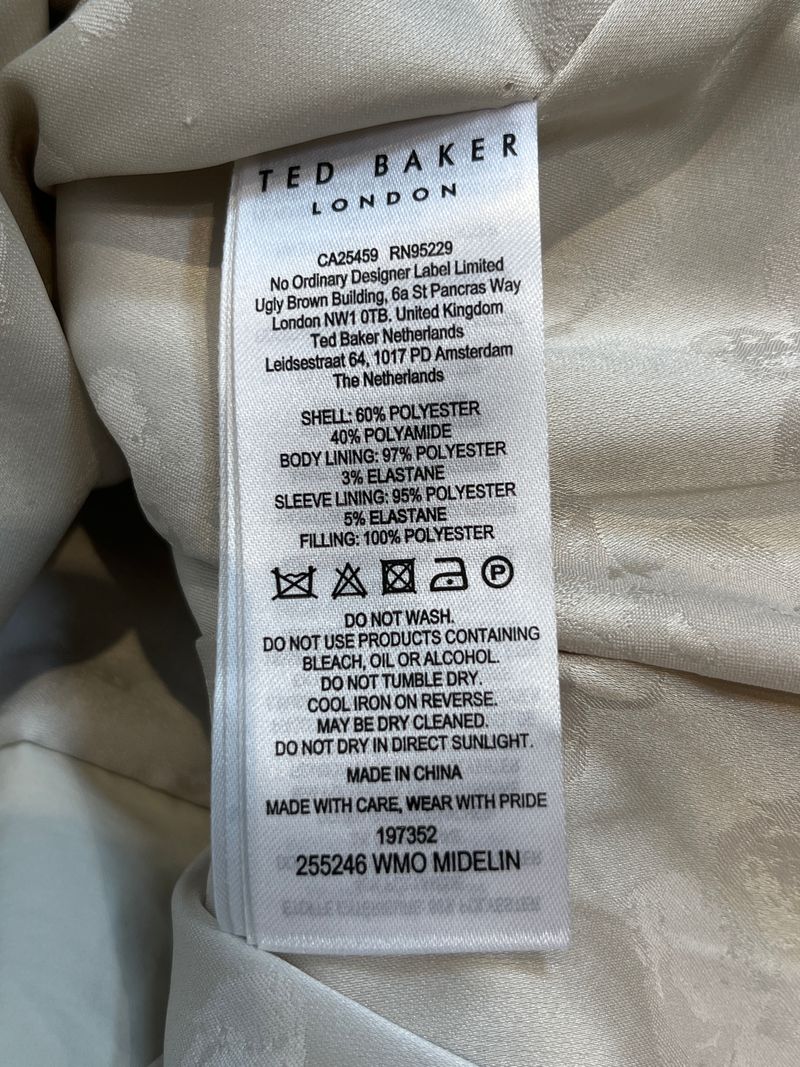 TED BAKER
LONDON
CA25459 RN95229
No Ordinary Designer Label Limited
Ugly Brown Building, 6a St Pancras Way
London NW1 0TB. United Kingdom
Ted Baker Netherlands
Leidsestraat 64, 1017 PD Amsterdam
The Netherlands
SHELL: 60% POLYESTER
40% POLYAMIDE
BODY LINING: 97% POLYESTER
3% ELASTANE
SLEEVE LINING: 95% POLYESTER
5% ELASTANE
FILLING: 100% POLYESTER
P
DO NOT WASH.
DO NOT USE PRODUCTS CONTAINING
BLEACH, OIL OR ALCOHOL.
DO NOT TUMBLE DRY.
COOL IRON ON REVERSE.
MAY BE DRY CLEANED.
DO NOT DRY IN DIRECT SUNLIGHT.
MADE IN CHINA
MADE WITH CARE, WEAR WITH PRIDE
197352
255246 WMO MIDELIN